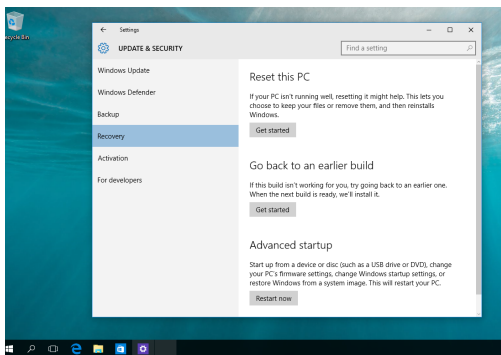 Recycle Bin
Settings
UPDATE & SECURITY
Find a setting
Windows Update
Windows Defender
Backup
Recovery
Activation
For developers
Reset this PC
If your PC isn't running well, resetting it might help. This lets you
choose to keep your files or remove them, and then reinstalls
Windows.
Get started
Go back to an earlier build
If this build isn't working for you, try going back to an earlier one.
When the next build is ready, we'll install it.
Get started
Advanced startup
Start up from a device or disc (such as a USB drive or DVD), change
your PC's firmware settings, change Windows startup settings, or
restore Windows from a system image. This will restart your PC.
Restart now